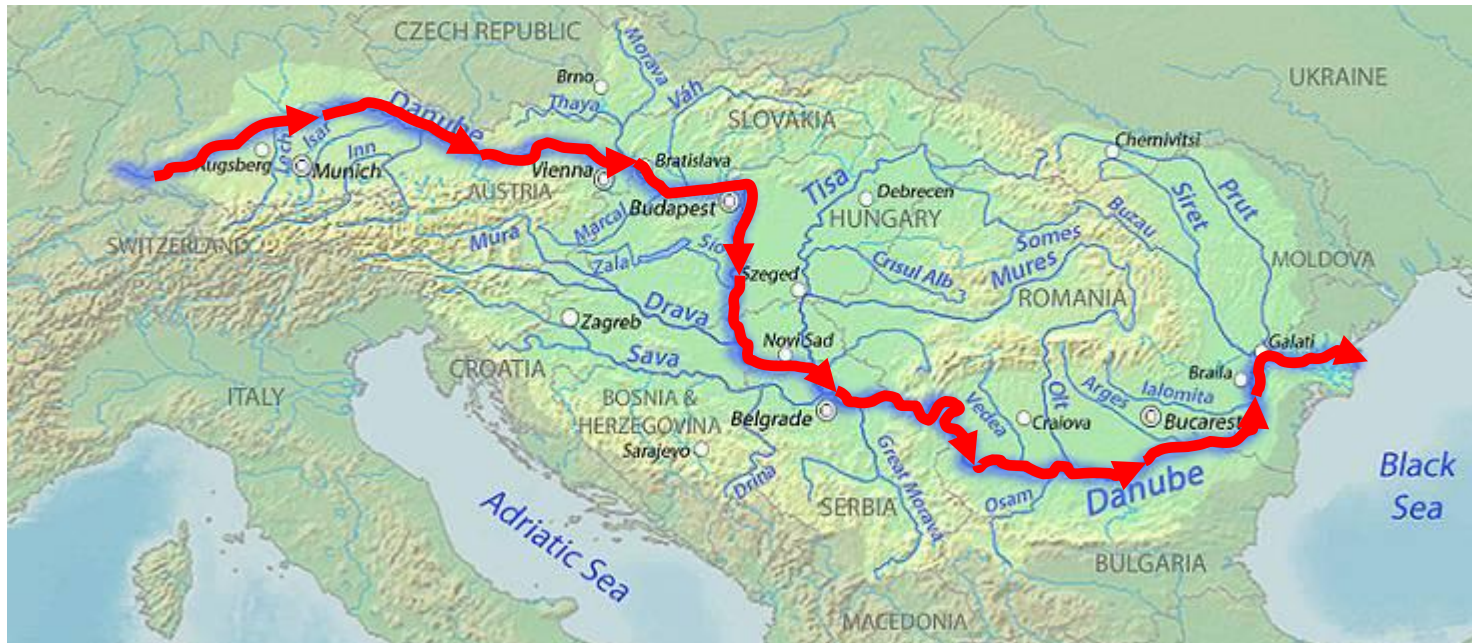 CZECH REPUBLIC
UKRAINE
Morava
Brno
Thaya
Váh
Danube
SLOVAKIA
Chernivitsi
Augsberg
Lech
Isar
Inn
Munich
Vienna
Bratislava
AUSTRIA
Budapest
Tisa
Debrecen
HUNGARY
Siret
Prut
Buzau
SWITZERLAND
Mura
Marcal
Zalal
Sio
Szeged
Crisul Alb
Somes
Mures
MOLDOVA
ROMANIA
Drava
Zagreb
Novi Sad
Galati
Sava
CROATIA
Braila
ITALY
BOSNIA &
HERZEGOVINA
Belgrade
Vedea
Olt
Arges
Ialomita
Craiova
Bucarest
Sarajevo
Drina
Great Morava
Danube
Black
Sea
SERBIA
Osam
Adriatic Sea
BULGARIA
MACEDONIA